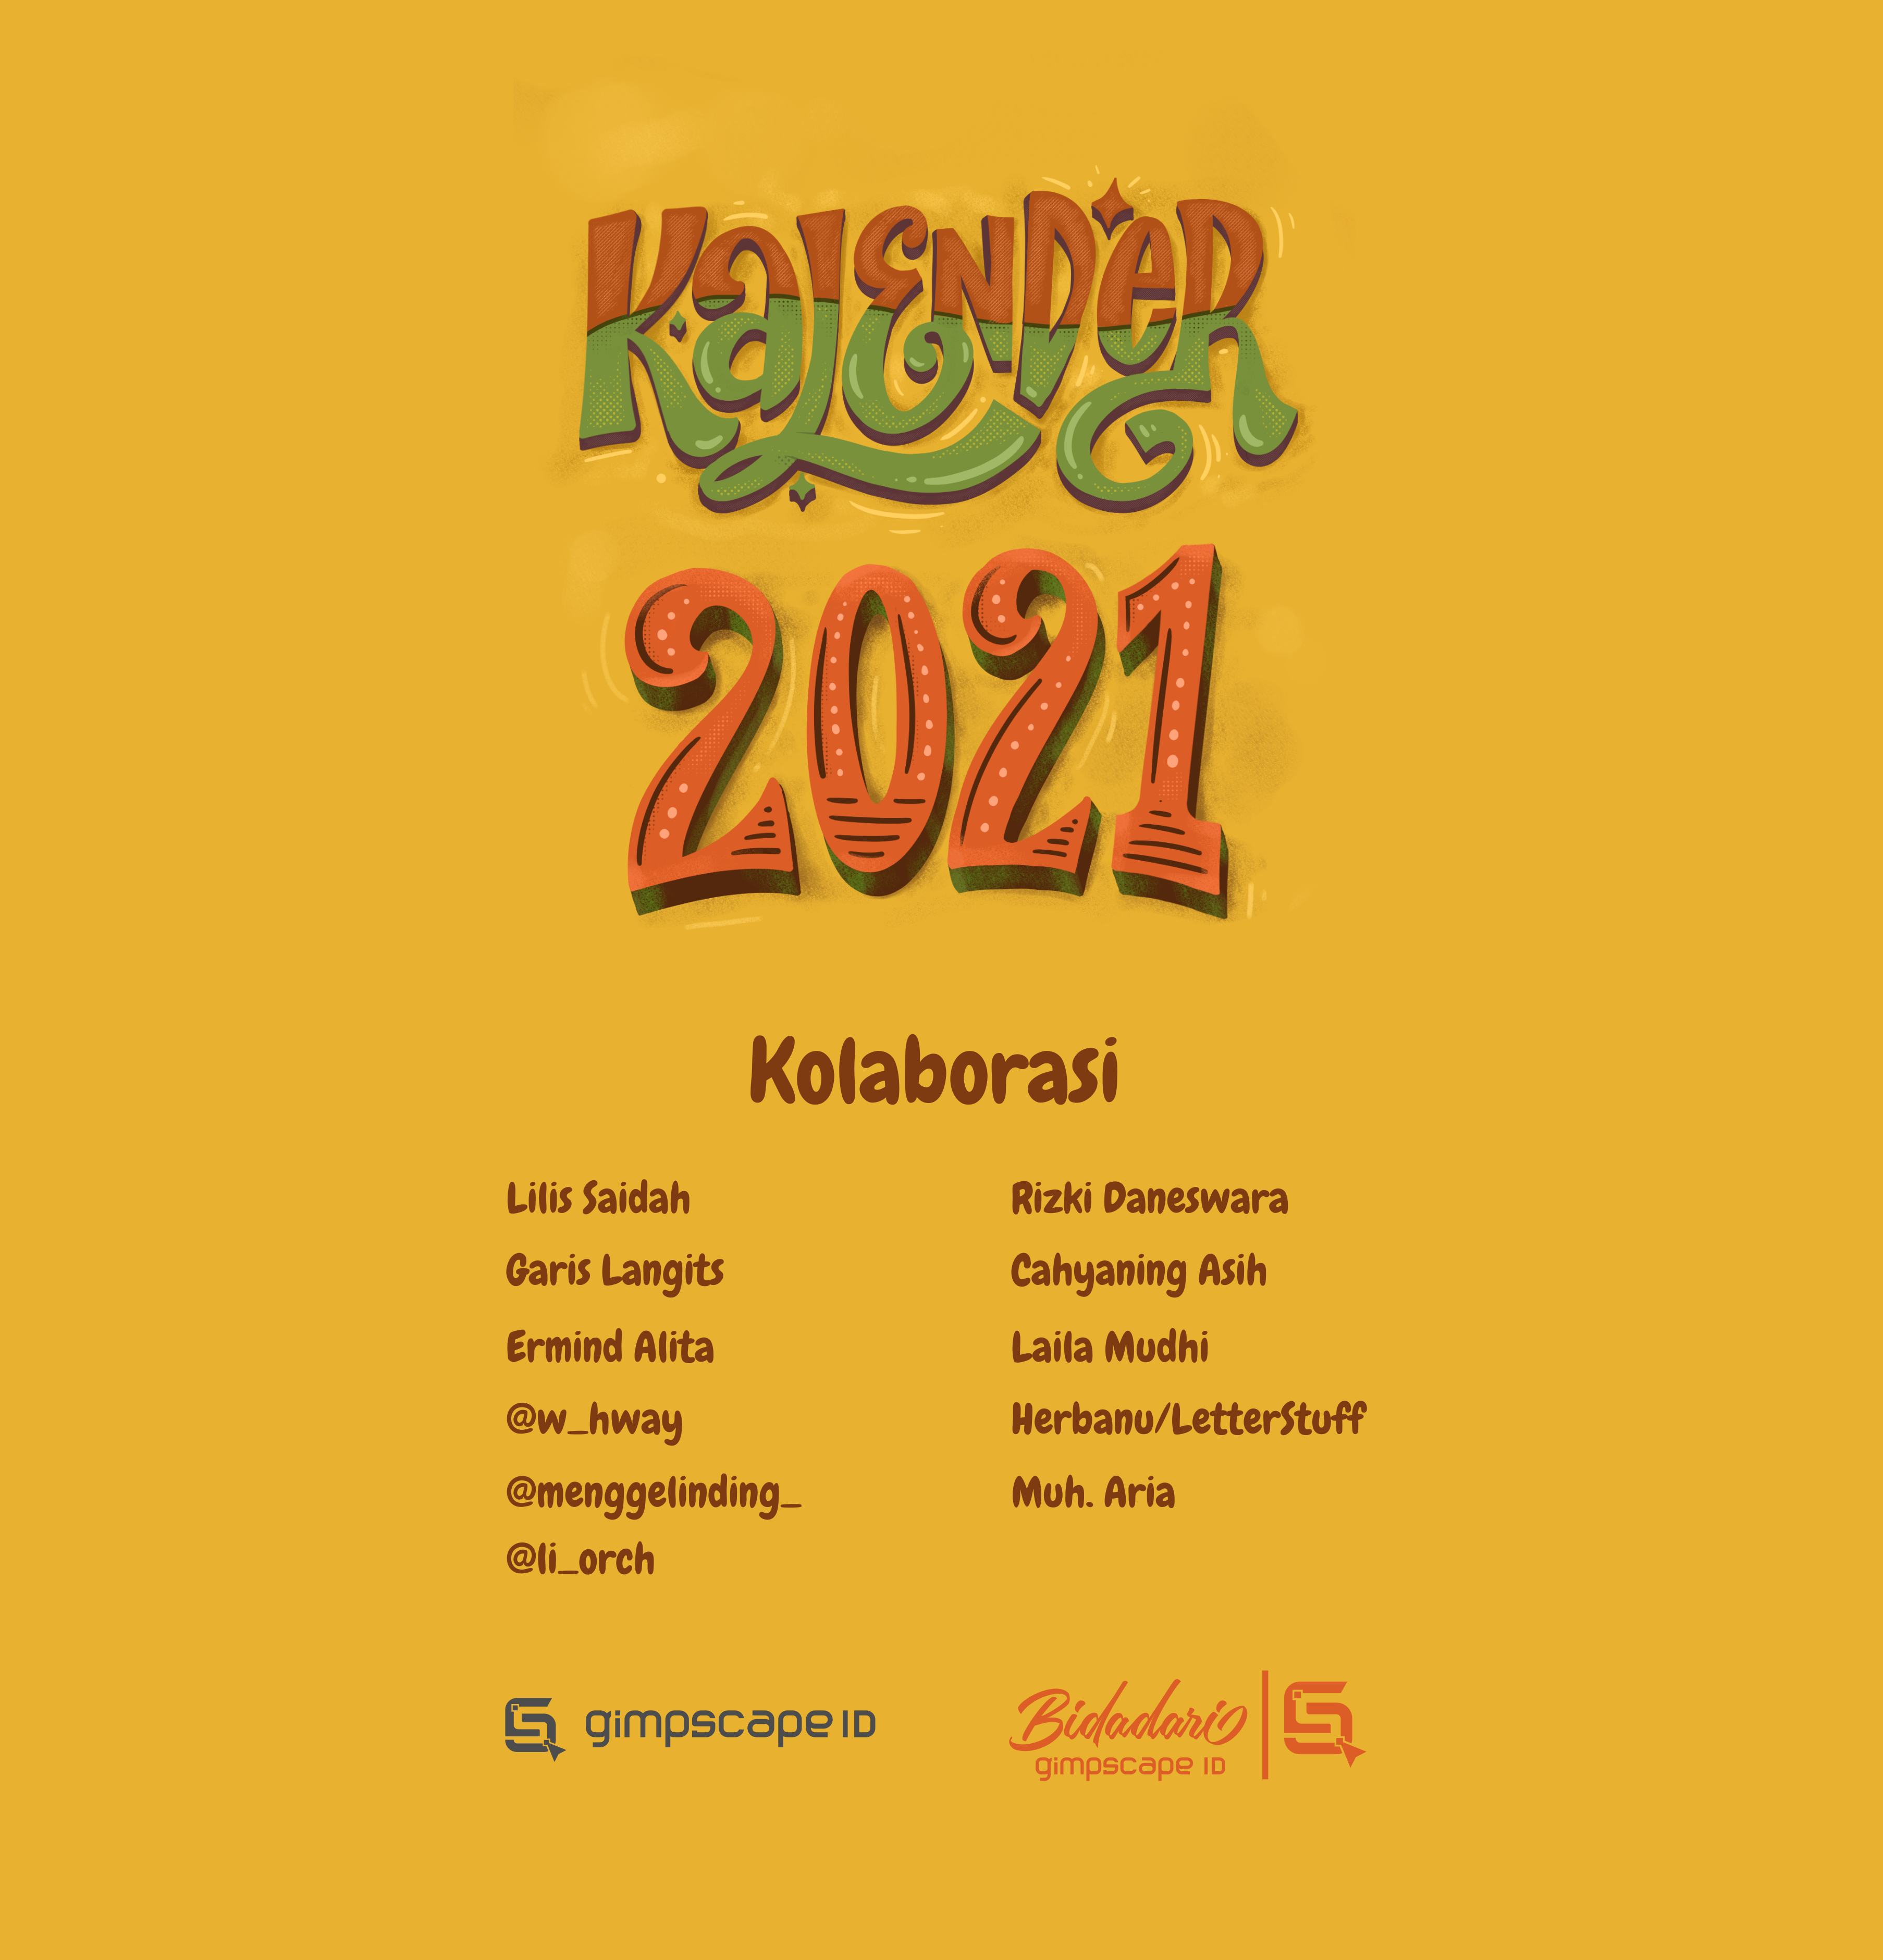 KaLENDeR
2021
Kolaborasi
Lilis Saidah
Garis Langits
Ermind Alita
@w_hway
@menggelinding_
@li_orch
Rizki Daneswara
Cahyaning Asih
Laila Mudhi
Herbanu/LetterStuff
Muh. Aria
gimpscape ID
Bidadari
gimpscape ID